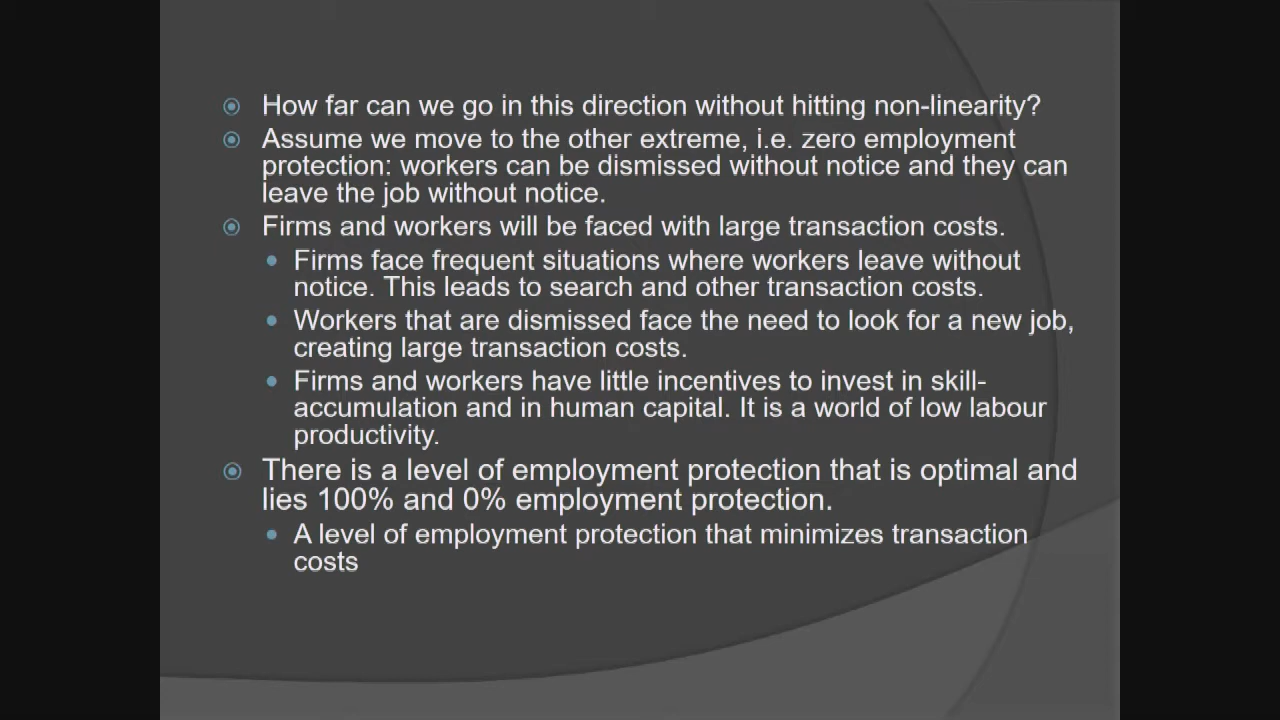 How far can we go in this direction without hitting non-linearity?
Assume we move to the other extreme, i.e. zero employment
protection: workers can be dismissed without notice and they can
leave the job without notice.
Firms and workers will be faced with large transaction costs.
Firms face frequent situations where workers leave without
notice. This leads to search and other transaction costs.
Workers that are dismissed face the need to look for a new job,
creating large transaction costs.
Firms and workers have little incentives to invest in skill-
accumulation and in human capital. It is a world of low labour
productivity.
There is a level of employment protection that is optimal and
lies 100% and 0% employment protection.
A level of employment protection that minimizes transaction
costs